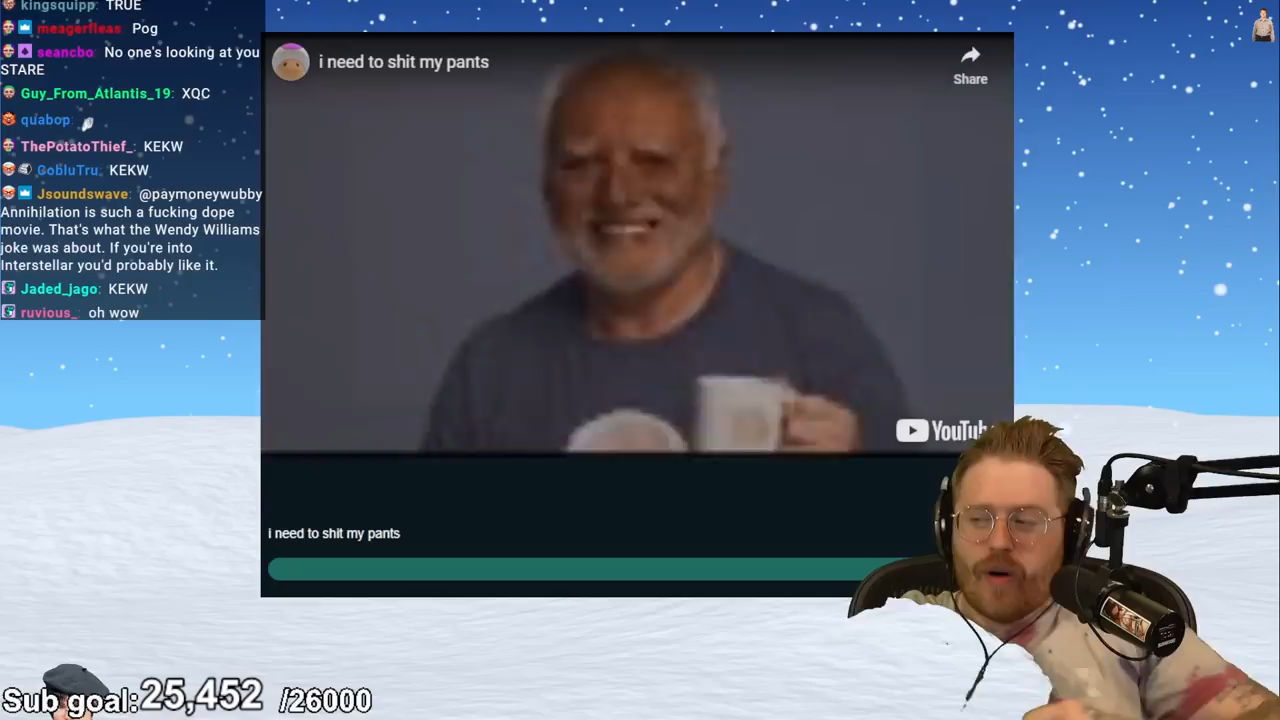 kingsquipp: TRUE
meagerfleas Pog
seancbo: No one's looking at you
STARE
Guy_From_Atlantis_19: XQC
quabop:
ThePotatoThief_: KEKW
CobluTru: KEKW
Jsoundswave: @paymoneywubby
Annihilation is such a fucking dope
movie. That's what the Wendy Williams
joke was about. If you're into
Interstellar you'd probably like it.
Jaded_jago: KEKW
ruvious_: oh wow
i need to shit my pants
Share
YouTub
i need to shit my pants
Sub goal: 25,452 /26000